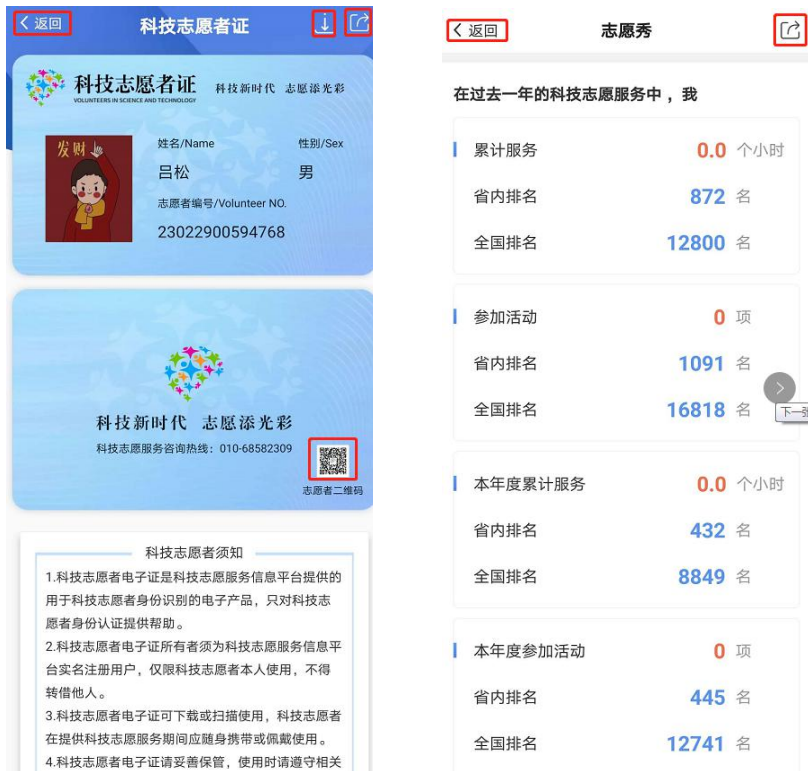 返回
科技志愿者证
科技志愿者证
VOLUNTEERS IN SCIENCE AND TECHNOLOGY
科技新时代 志愿添光彩
发财
姓名/Name
性别/Sex
吕松
男
志愿者编号/Volunteer NO.
23022900594768
科技新时代 志愿添光彩
科技志愿服务咨询热线：010-68582309
志愿者二维码
科技志愿者须知
1.科技志愿者电子证是科技志愿服务信息平台提供的
用于科技志愿者身份识别的电子产品，只对科技志
愿者身份认证提供帮助。
2.科技志愿者电子证所有者须为科技志愿服务信息平
台实名注册用户，仅限科技志愿者本人使用，不得
转借他人。
3.科技志愿者电子证可下载或扫描使用，科技志愿者
在提供科技志愿服务期间应随身携带或佩戴使用。
4.科技志愿者电子证请妥善保管，使用时请遵守相关
返回
志愿秀
在过去一年的科技志愿服务中，我
累计服务 0.0 个小时
省内排名 872 名
全国排名 12800 名
参加活动 0 项
省内排名 1091 名
全国排名 16818 名
下一张
本年度累计服务 0.0 个小时
省内排名 432 名
全国排名 8849 名
本年度参加活动 0 项
省内排名 445 名
全国排名 12741 名